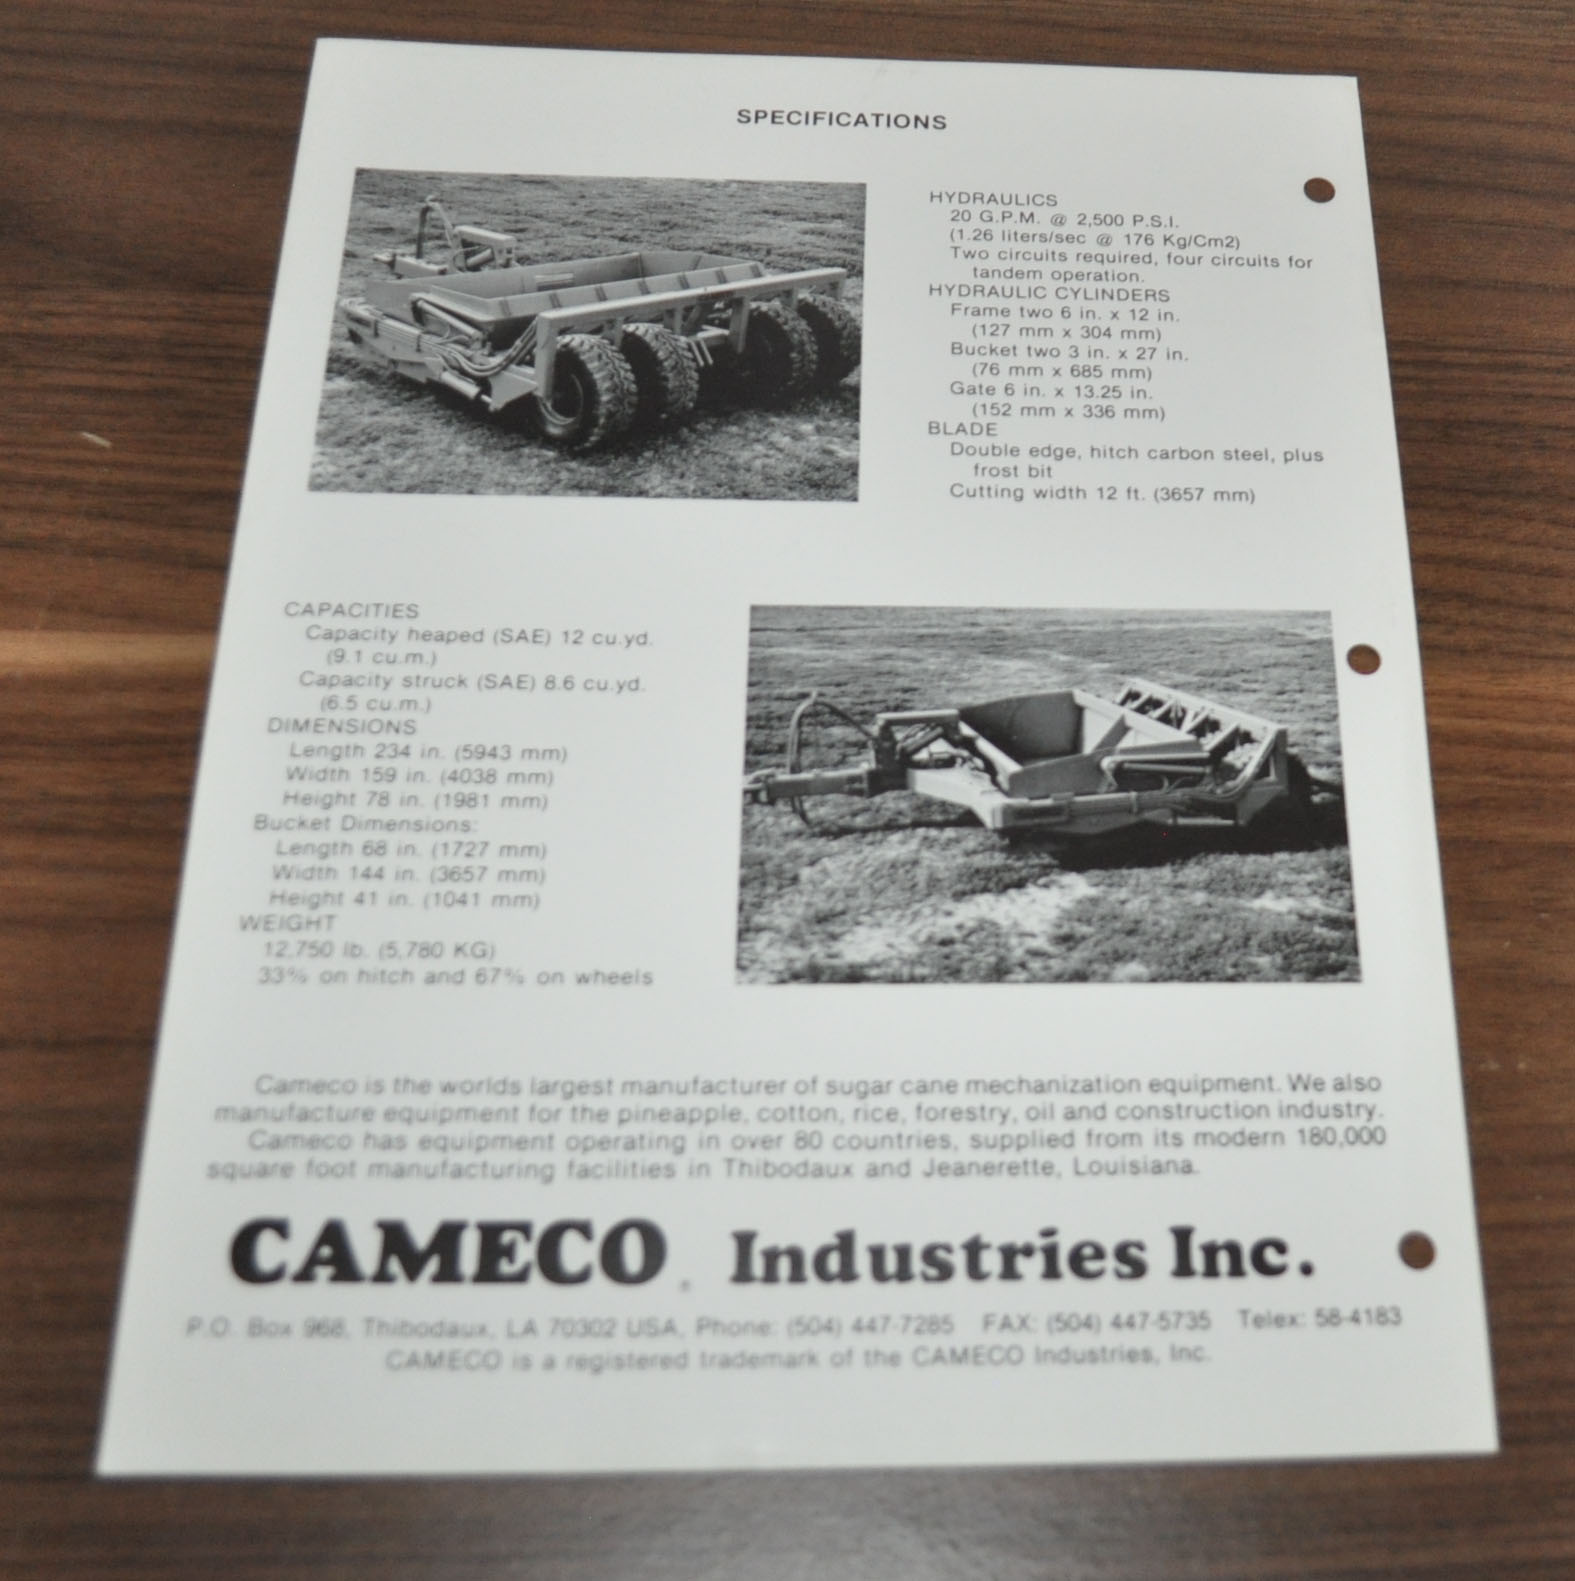 SPECIFICATIONS
HYDRAULICS
20 G.P.M. @ 2,500 P.S.I.
(1.26 liters/sec @ 176 Kg/Cm2)
Two circuits required, four circuits for
tandem operation.
HYDRAULIC CYLINDERS
Frame two 6 in. x 12 in.
(127 mm x 304 mm)
Bucket two 3 in. x 27 in.
(76 mm x 685 mm)
Gate 6 in. x 13.25 in.
(152 mm x 336 mm)
BLADE
Double edge, hitch carbon steel, plus
frost bit
Cutting width 12 ft. (3657 mm)
CAPACITIES
Capacity heaped (SAE) 12 cu.yd.
(9.1 cu.m.)
Capacity struck (SAE) 8.6 cu.yd.
(6.5 cu.m.)
DIMENSIONS
Length 234 in. (5943 mm)
Width 159 in. (4038 mm)
Height 78 in. (1981 mm)
Bucket Dimensions:
Length 68 in. (1727 mm)
Width 144 in. (3657 mm)
Height 41 in. (1041 mm)
WEIGHT
12,750 lb. (5,780 KG)
33% on hitch and 67% on wheels
Cameco is the worlds largest manufacturer of sugar cane mechanization equipment. We also
manufacture equipment for the pineapple, cotton, rice, forestry, oil and construction industry.
Cameco has equipment operating in over 80 countries, supplied from its modern 180,000
square foot manufacturing facilities in Thibodaux and Jeanerette, Louisiana.
CAMECO® Industries Inc.
P.O. Box 968, Thibodaux, LA 70302 USA, Phone: (504) 447-7285 FAX: (504) 447-5735 Telex: 58-4183
CAMECO is a registered trademark of the CAMECO Industries, Inc.